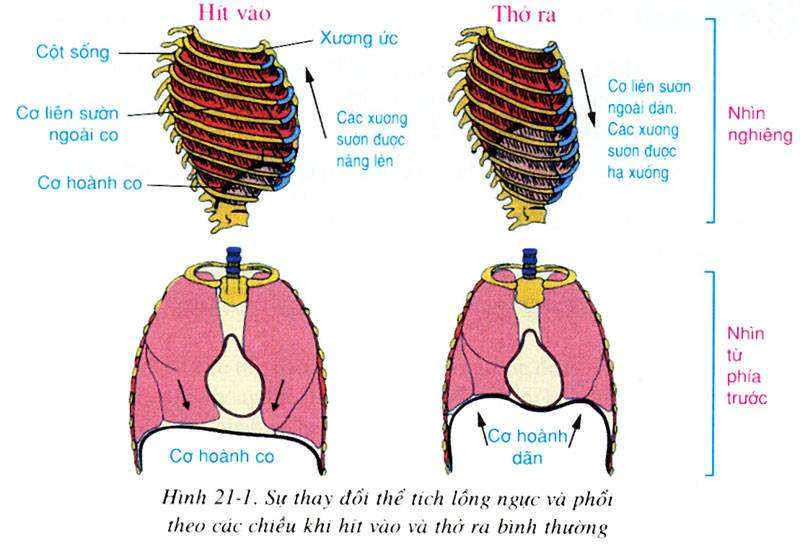 Hít vào
Thở ra
Cột sống
Xương ức
Cơ liên sườn
ngoài co
Các xương
sườn được
nâng lên
Cơ hoành co
Cơ liên sườn
ngoài dãn.
Các xương
sườn được
hạ xuống
Nhìn
nghiêng
Cơ hoành co
Cơ hoành
dãn
Nhìn
từ
phía
trước
Hình 21-1. Sự thay đổi thể tích lồng ngực và phổi
theo các chiều khi hít vào và thở ra bình thường